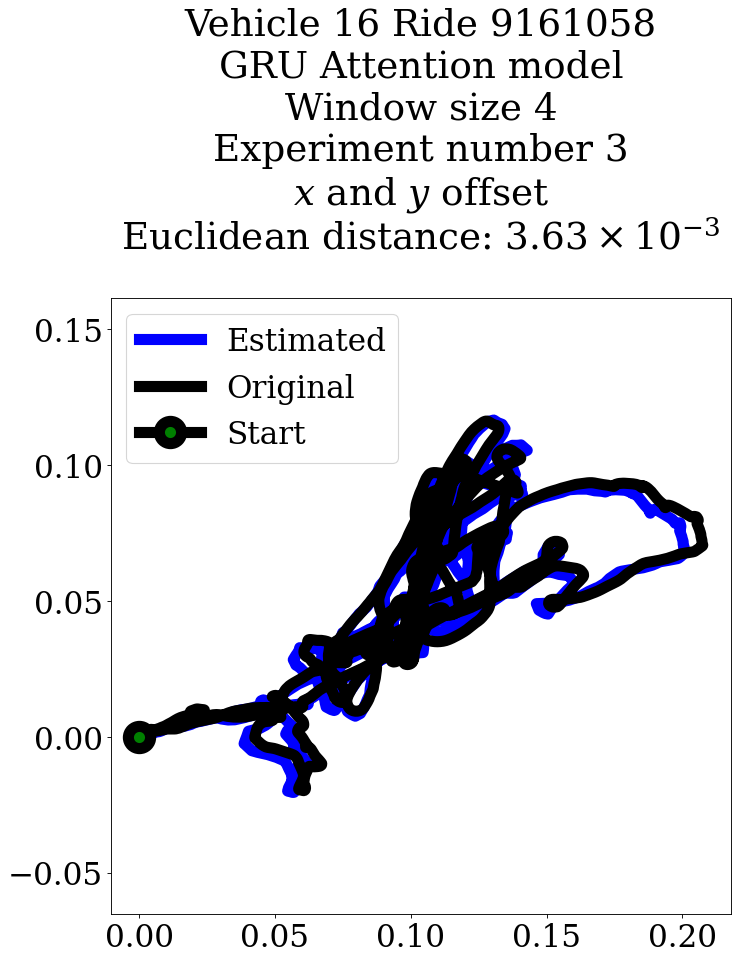 Vehicle 16 Ride 9161058
GRU Attention model
Window size 4
Experiment number 3
x and y offset
Euclidean distance: 3.63 × 10⁻³
Estimated
Original
Start
0.15
0.10
0.05
0.00
−0.05
0.00 0.05 0.10 0.15 0.20